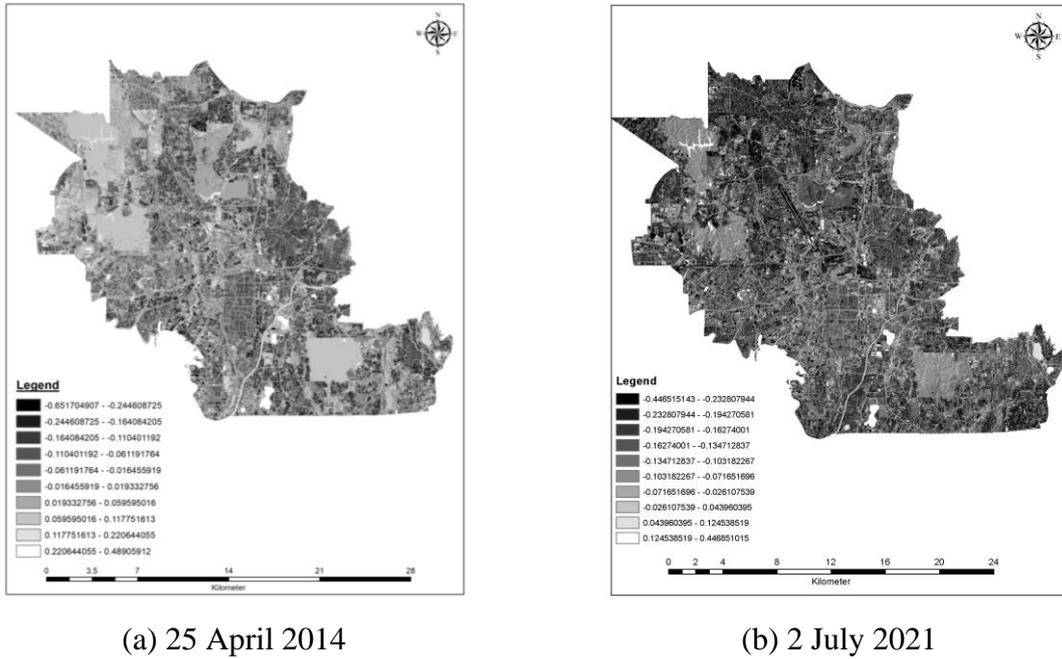 N
W E
S
Legend
-0.651704907 - -0.244608725
-0.244608725 - -0.164084205
-0.164084205 - -0.110401192
-0.110401192 - -0.061191764
-0.061191764 - -0.016455919
-0.016455919 - 0.019332756
0.019332756 - 0.059595016
0.059595016 - 0.117751613
0.117751613 - 0.220644055
0.220644055 - 0.48905912
0 3.5 7 14 21 28
Kilometer
(a) 25 April 2014
N
W E
S
Legend
-0.446515143 - -0.232807944
-0.232807944 - -0.194270581
-0.194270581 - -0.16274001
-0.16274001 - -0.134712837
-0.134712837 - -0.103182267
-0.103182267 - -0.071651696
-0.071651696 - -0.026107539
-0.026107539 - 0.043960395
0.043960395 - 0.124538519
0.124538519 - 0.446851015
0 2 4 8 12 16 20 24
Kilometer
(b) 2 July 2021